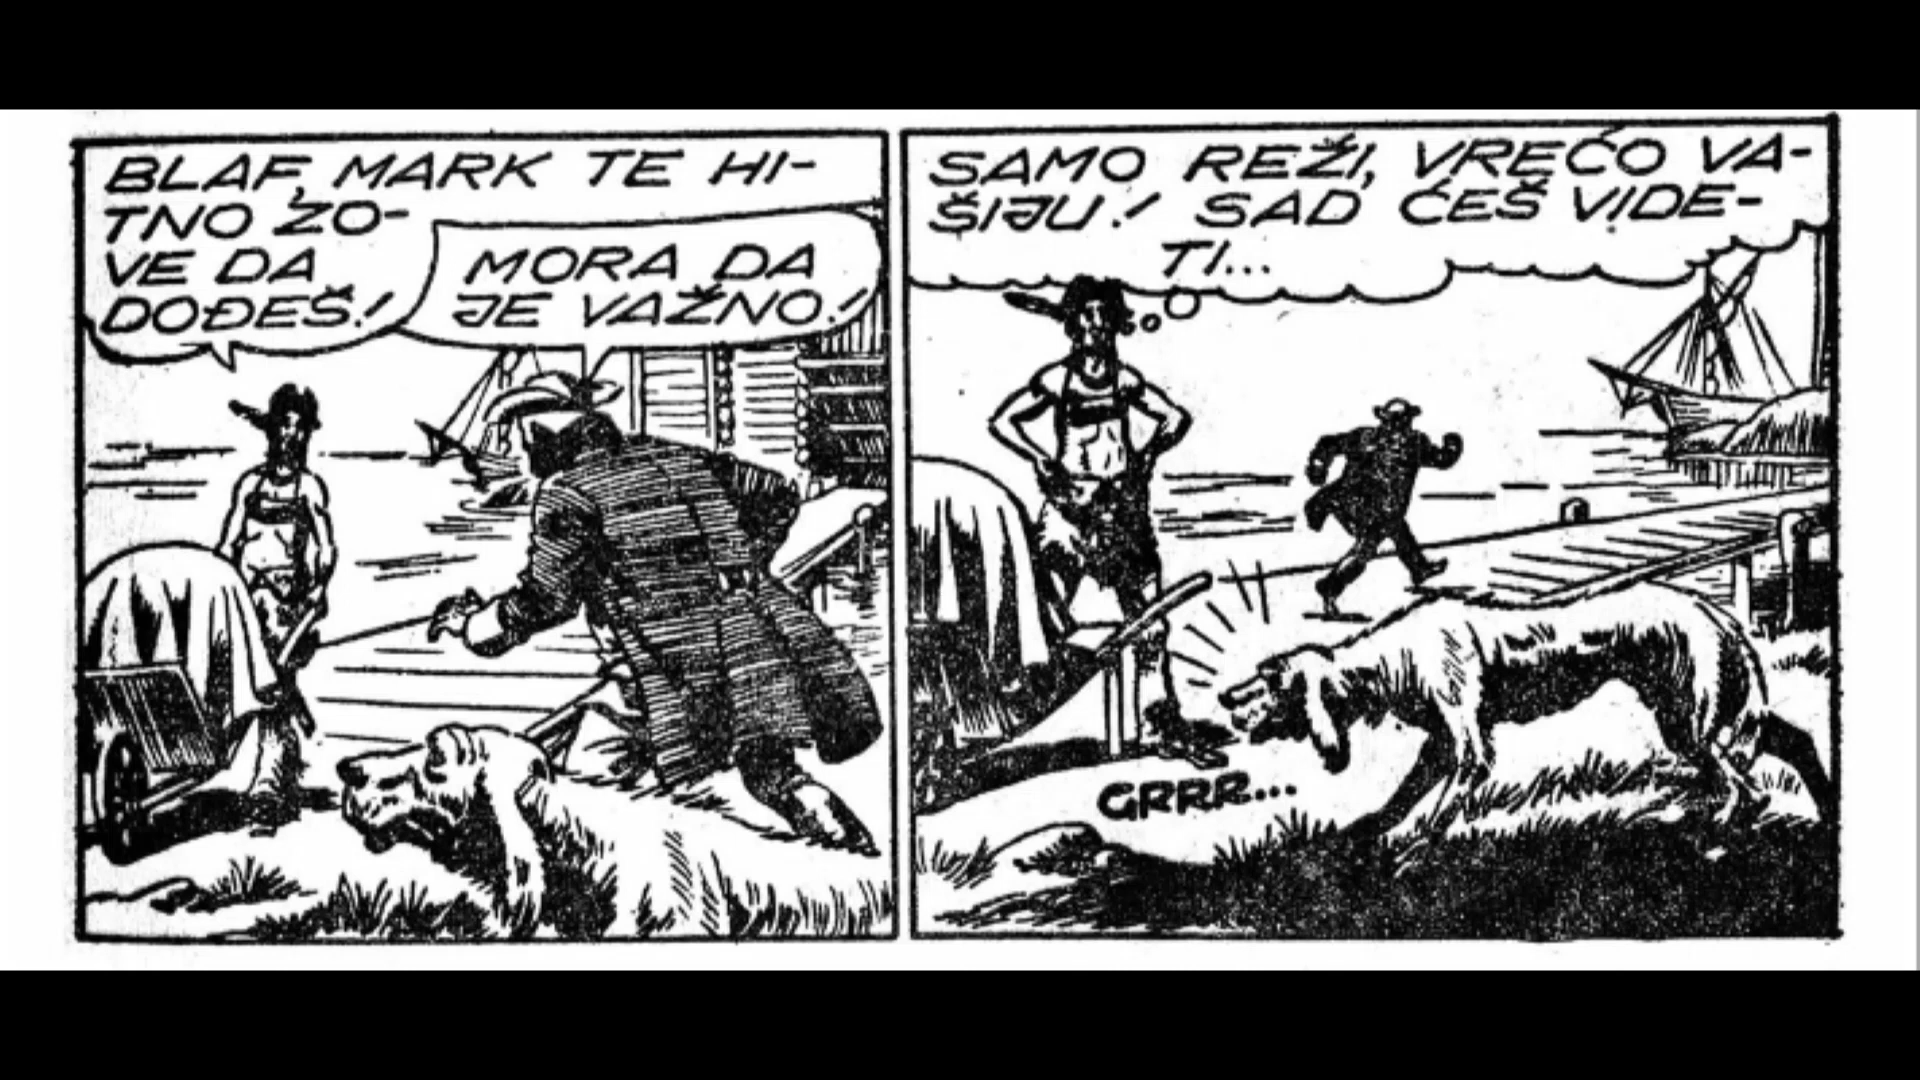 BLAF, MARK TE HI-
TNO ZO-
VE DA
DOĐEŠ!
MORA DA
JE VAŽNO!
SAMO REŽI, VREĆO VA-
ŠIJU! SAD ĆEŠ VIDE-
TI...
GRRR...